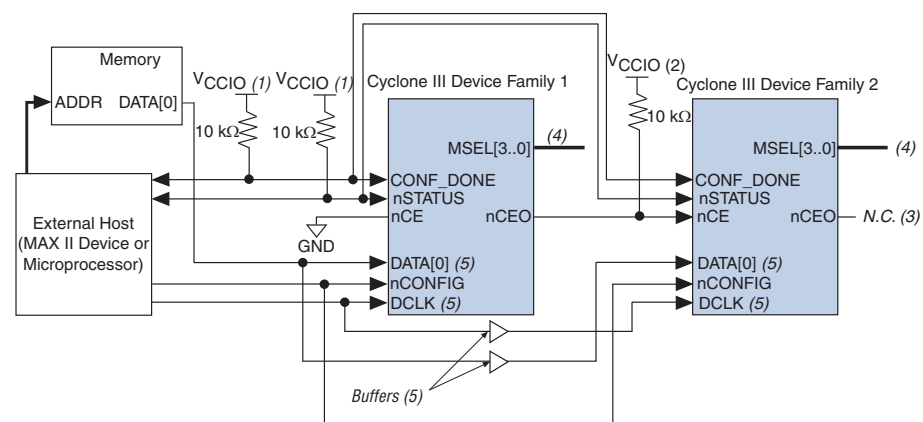 Memory
ADDR DATA[0]
VCCIO (1)
10 kΩ
VCCIO (1)
10 kΩ
Cyclone III Device Family 1
MSEL[3..0]
(4)
CONF_DONE
nSTATUS
nCE
nCEO
GND
DATA[0] (5)
nCONFIG
DCLK (5)
VCCIO (2)
10 kΩ
Cyclone III Device Family 2
MSEL[3..0]
(4)
CONF_DONE
nSTATUS
nCE
nCEO
N.C. (3)
DATA[0] (5)
nCONFIG
DCLK (5)
External Host
(MAX II Device or
Microprocessor)
Buffers (5)